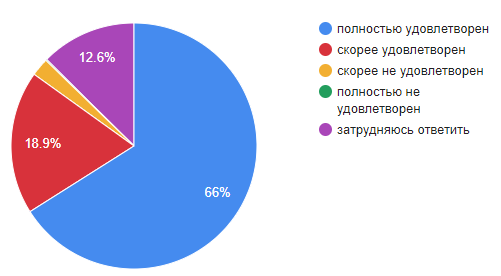 12.6%
18.9%
66%
полностью удовлетворен
скорее удовлетворен
скорее не удовлетворен
полностью не
удовлетворен
затрудняюсь ответить